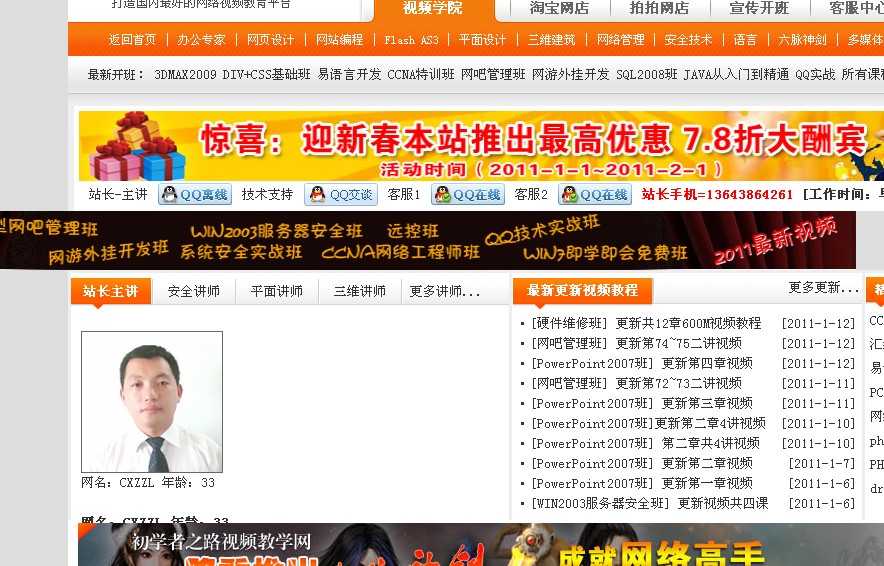 打造国内最好的网络视频教育平台
视频学院 淘宝网店 拍拍网店 宣传开班 客服中心
返回首页 | 办公专家 | 网页设计 | 网站编程 | Flash AS3 | 平面设计 | 三维建筑 | 网络管理 | 安全技术 | 语言 | 六脉神剑 | 多媒体
最新开班： 3DMAX2009 DIV+CSS基础班 易语言开发 CCNA特训班 网吧管理班 网游外挂开发 SQL2008班 JAVA从入门到精通 QQ实战 所有课程
惊喜：迎新春本站推出最高优惠 7.8折大酬宾
活动时间（2011-1-1~2011-2-1）
站长-主讲 QQ离线 技术支持 QQ交谈 客服1 QQ在线 客服2 QQ在线 站长手机=13643864261 [工作时间：
型网吧管理班 WIN2003服务器安全班 远控班 QQ技术实战班
网游外挂开发班 系统安全实战班 CCNA网络工程师班 WIN7即学即会免费班 2011最新视频
站长主讲 安全讲师 平面讲师 三维讲师 更多讲师...
网名：CXZZL 年龄：33
网名：CXZZL 年龄：33
最新更新视频教程 更多更新...
[硬件维修班] 更新共12章600M视频教程 [2011-1-12]
[网吧管理班] 更新第74~75二讲视频 [2011-1-12]
[PowerPoint2007班] 更新第四章视频 [2011-1-12]
[网吧管理班] 更新第72~73二讲视频 [2011-1-11]
[PowerPoint2007班] 更新第三章视频 [2011-1-11]
[PowerPoint2007班]更新第二章4讲视频 [2011-1-10]
[PowerPoint2007班] 第二章共4讲视频 [2011-1-10]
[PowerPoint2007班] 更新第二章视频 [2011-1-7]
[PowerPoint2007班] 更新第一章视频 [2011-1-6]
[WIN2003服务器安全班] 更新视频共四课 [2011-1-6]
精
CC
汇
易
PC
网
ph
PH
dr
初学者之路视频教学网
隆重推出
成就网络高手